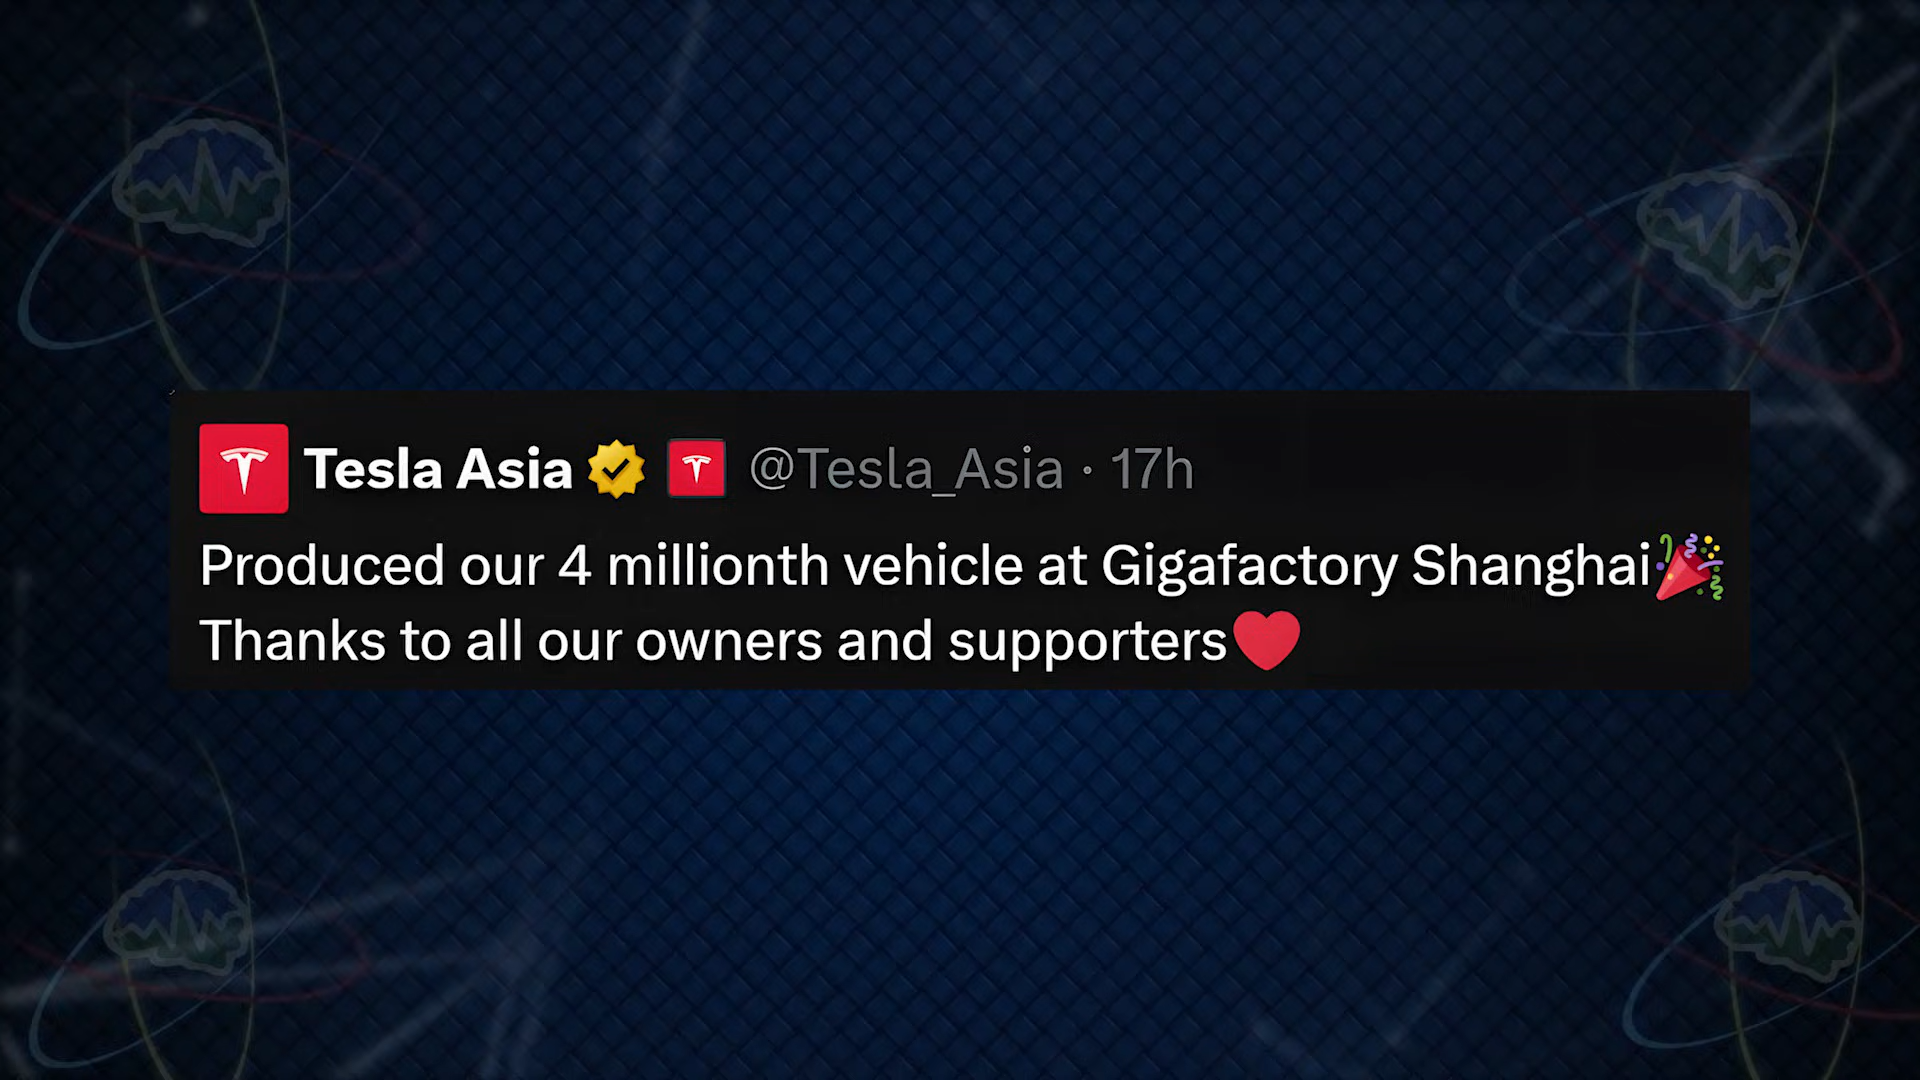 Tesla Asia @Tesla_Asia · 17h
Produced our 4 millionth vehicle at Gigafactory Shanghai🎉
Thanks to all our owners and supporters❤️